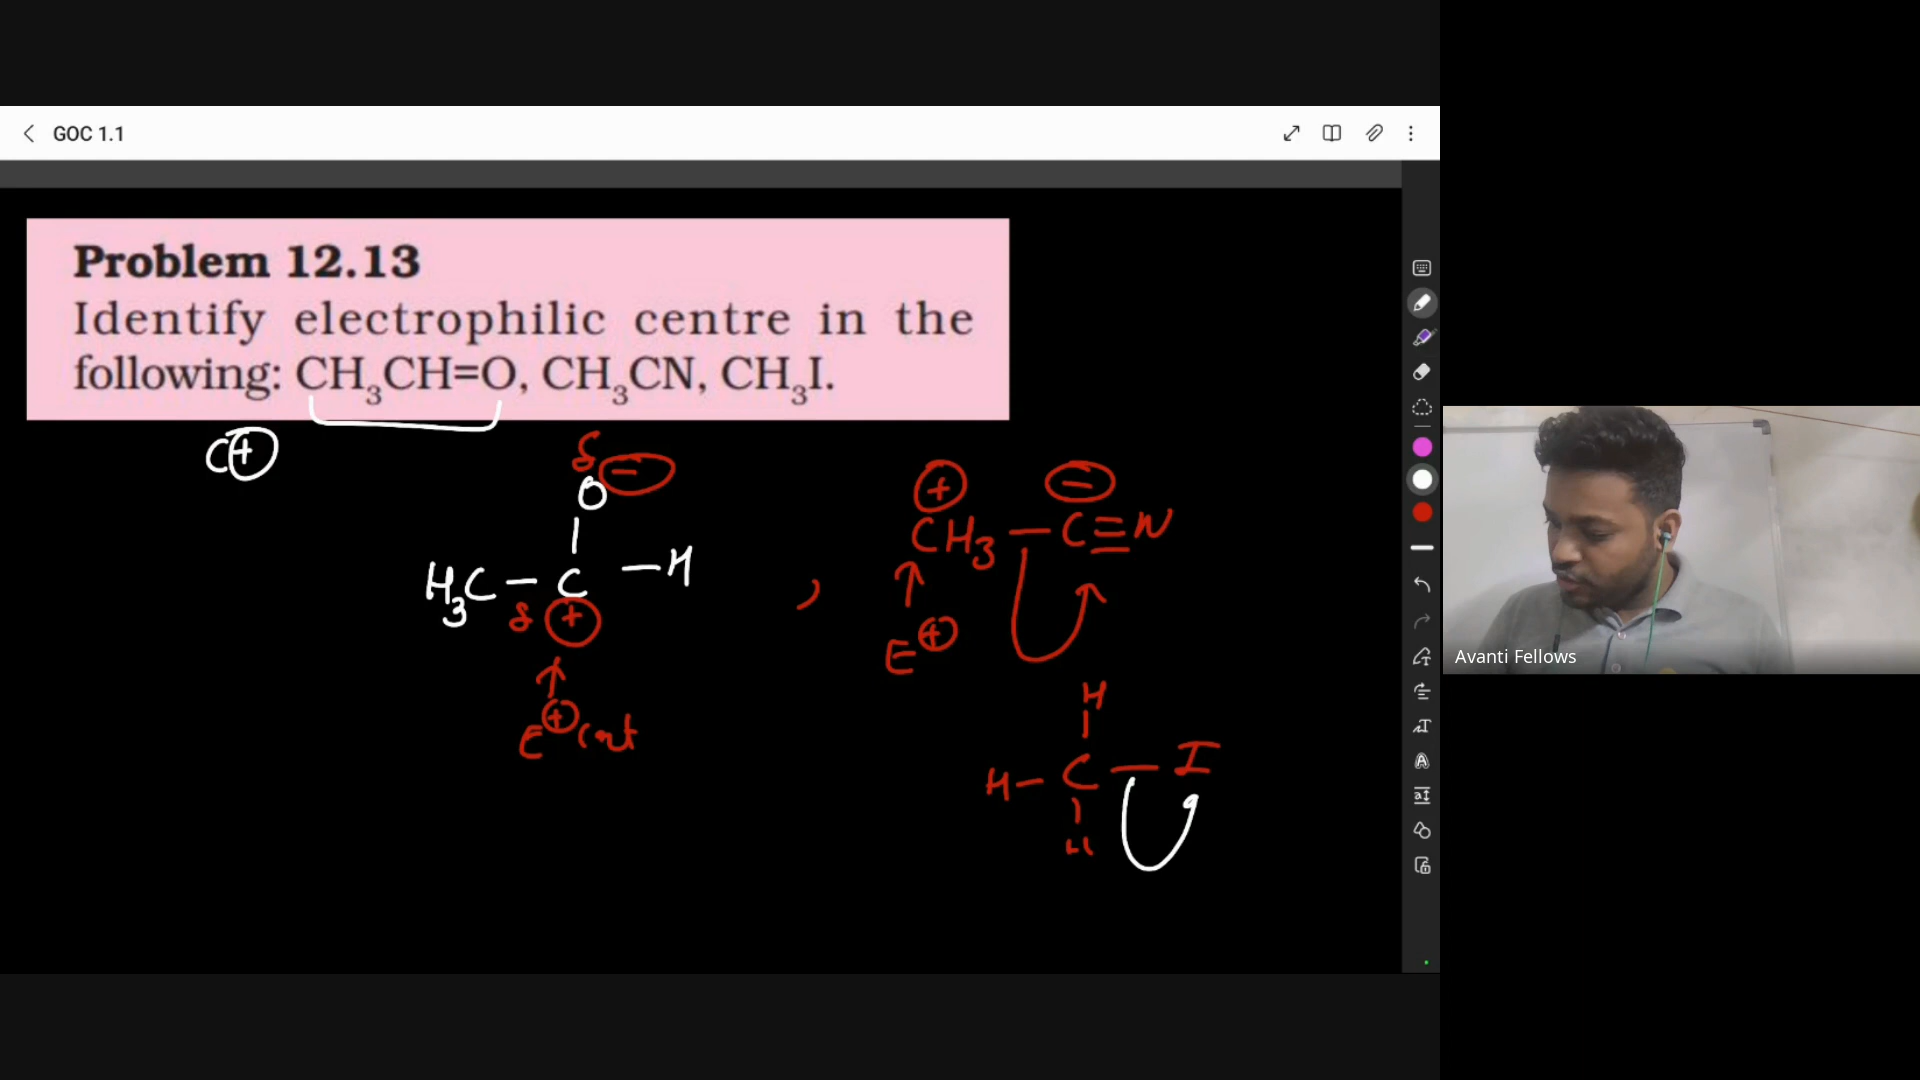 GOC 1.1
Problem 12.13
Identify electrophilic centre in the
following: CH₃CH=O, CH₃CN, CH₃I.
C⊕
δ ⊖
O
H₃C – C – H
δ ⊕
E⊕ cnt
,
⊕ ⊖
CH₃ – C ≡ N
E⊕
H
H – C – I
H
Avanti Fellows